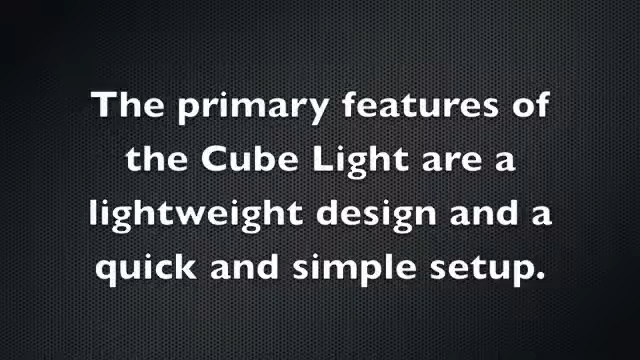 The primary features of
the Cube Light are a
lightweight design and a
quick and simple setup.